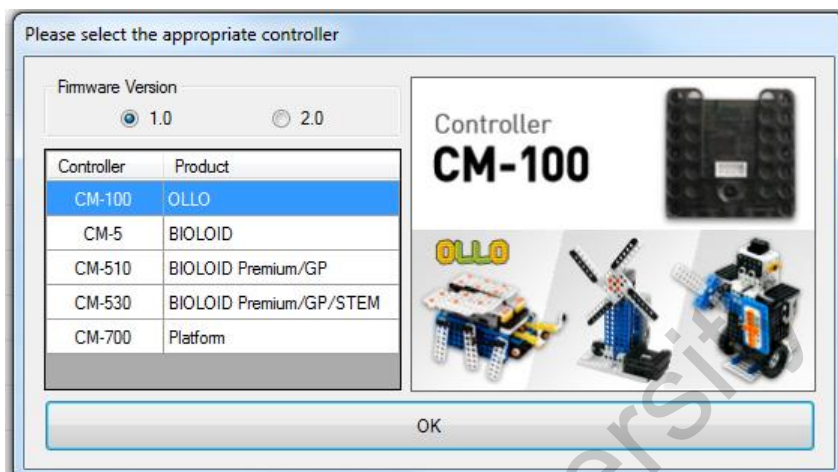 Please select the appropriate controller
Firmware Version
1.0 2.0
Controller Product
CM-100 OLLO
CM-5 BIOLOID
CM-510 BIOLOID Premium/GP
CM-530 BIOLOID Premium/GP/STEM
CM-700 Platform
Controller
CM-100
OLLO
OK
ersity